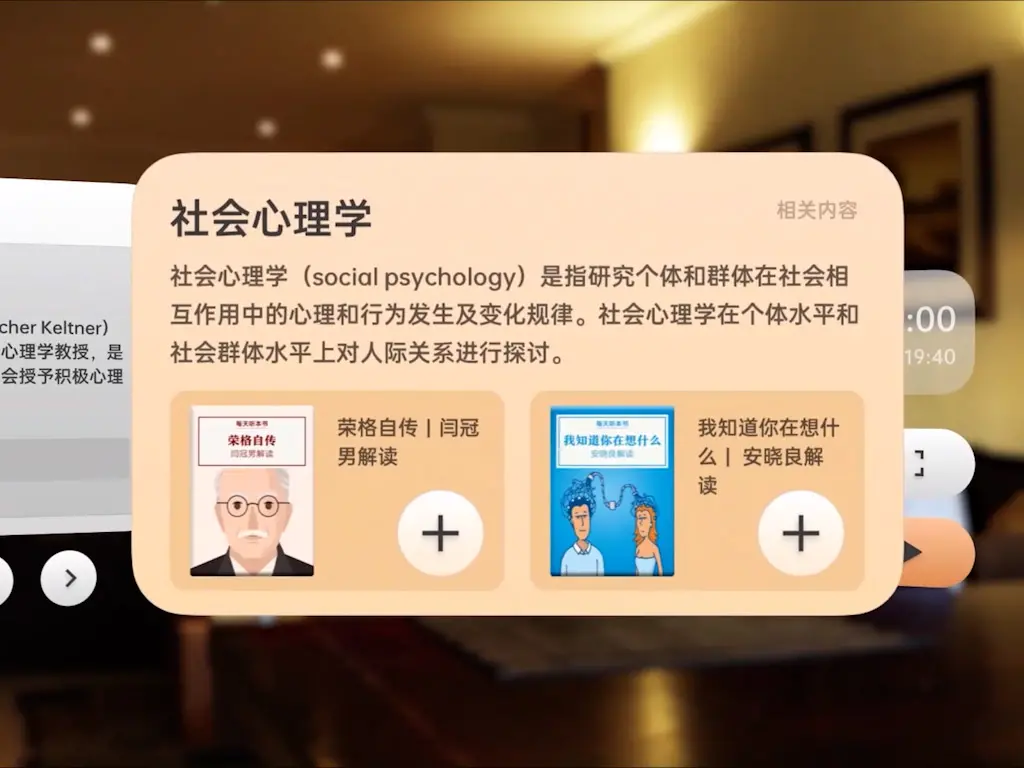 社会心理学
相关内容
社会心理学（social psychology）是指研究个体和群体在社会相
互作用中的心理和行为发生及变化规律。社会心理学在个体水平和
社会群体水平上对人际关系进行探讨。
cher Keltner)
心理学教授，是
会授予积极心理
:00
19:40
每天听本书
荣格自传
闫冠男解读
荣格自传 | 闫冠
男解读
每天听本书
我知道你在想什么
安晓良解读
我知道你在想什
么 | 安晓良解
读